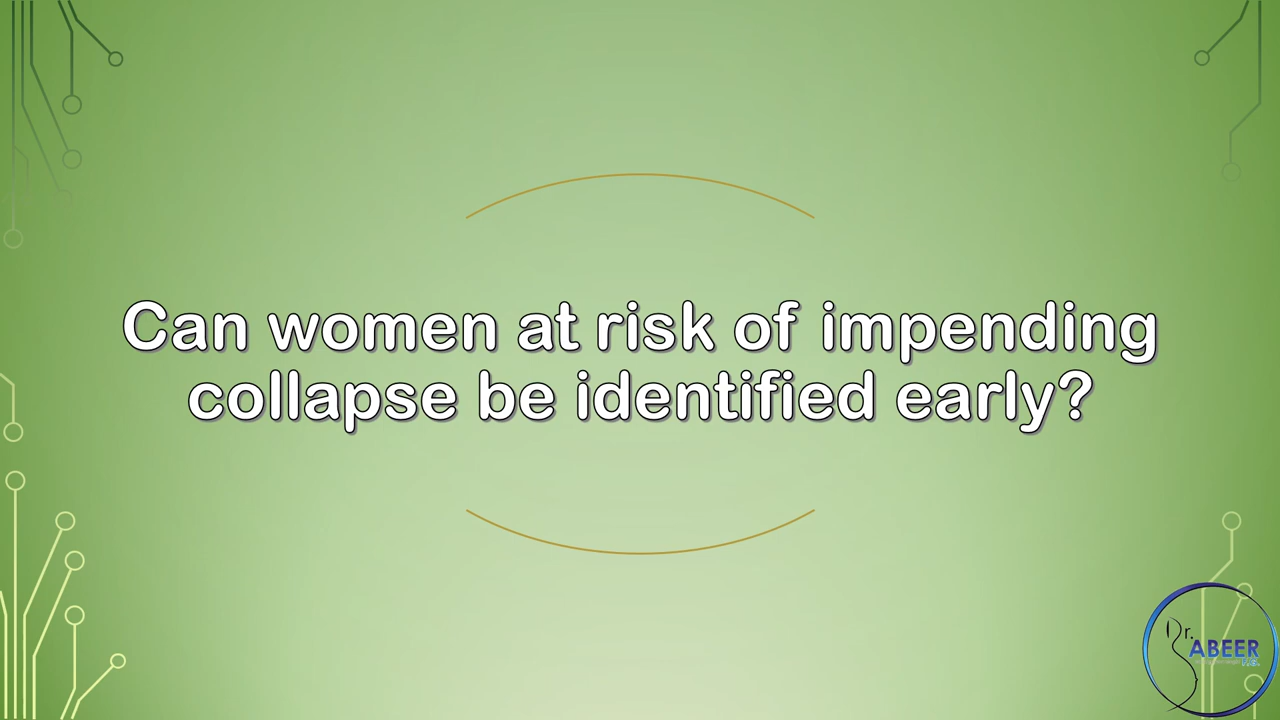 Can women at risk of impending
collapse be identified early?
Dr.
ABEER